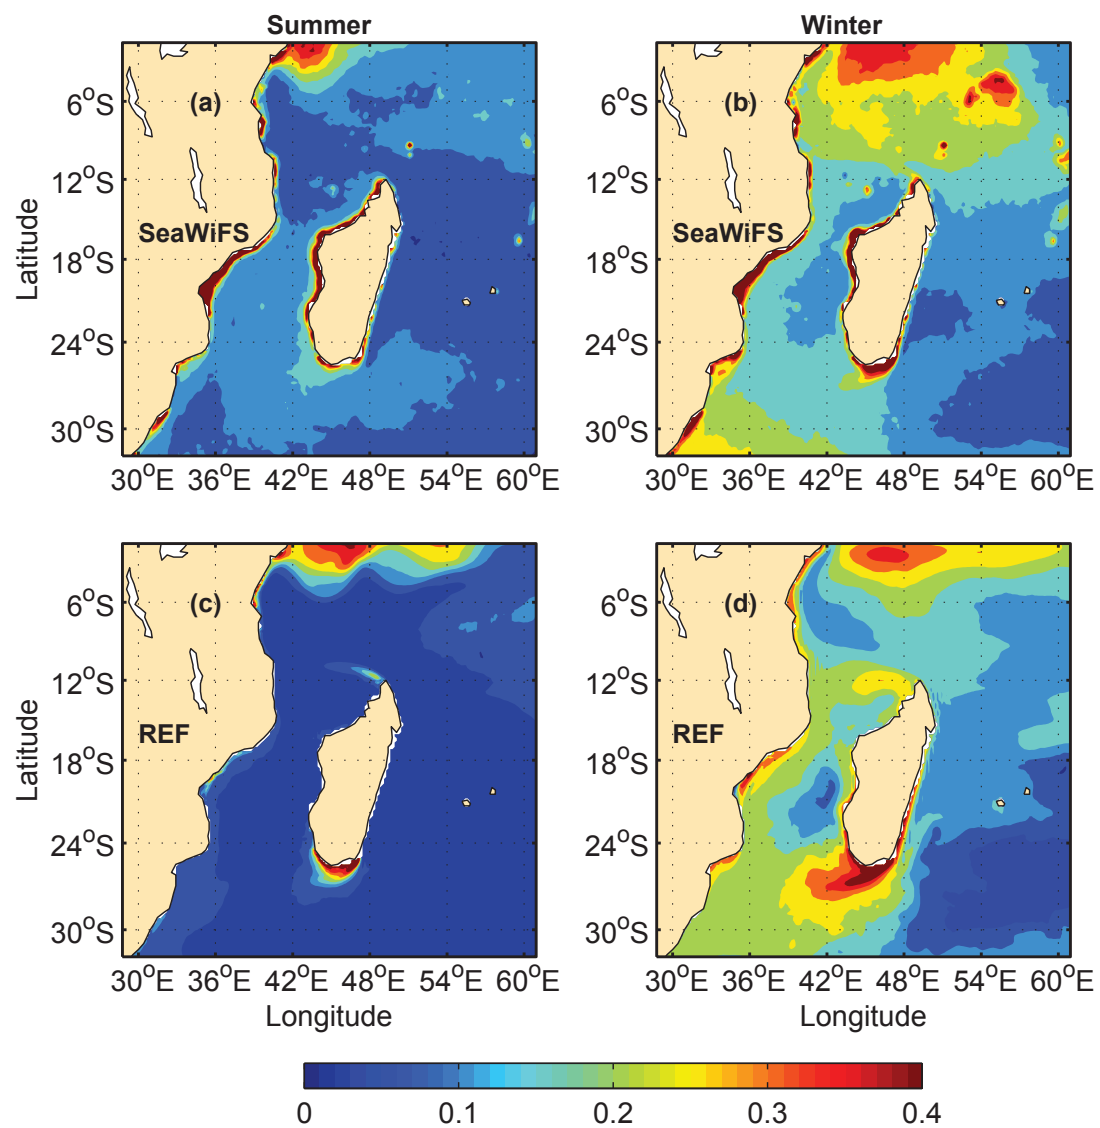 Summer Winter
6°S (a) 6°S (b)
12°S 12°S
SeaWiFS SeaWiFS
Latitude
18°S 18°S
24°S 24°S
30°S 30°S
30°E 36°E 42°E 48°E 54°E 60°E 30°E 36°E 42°E 48°E 54°E 60°E
6°S (c) 6°S (d)
12°S 12°S
REF REF
Latitude
18°S 18°S
24°S 24°S
30°S 30°S
30°E 36°E 42°E 48°E 54°E 60°E 30°E 36°E 42°E 48°E 54°E 60°E
Longitude Longitude
0 0.1 0.2 0.3 0.4